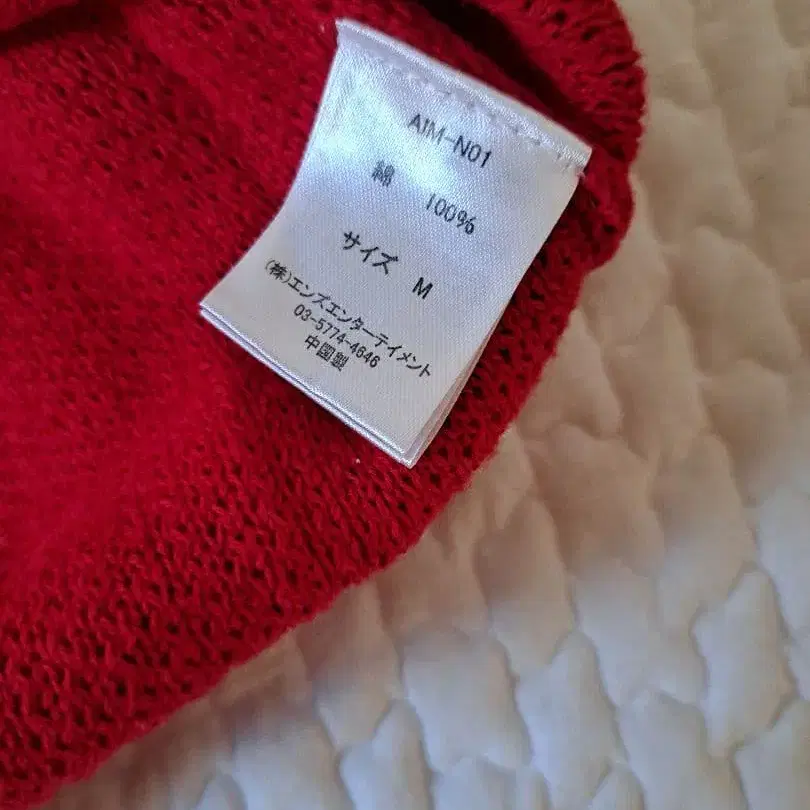 AIM-N01
綿 100%
サイズ M
(株)エンズエンターテイメント
03-5774-4646
中国製